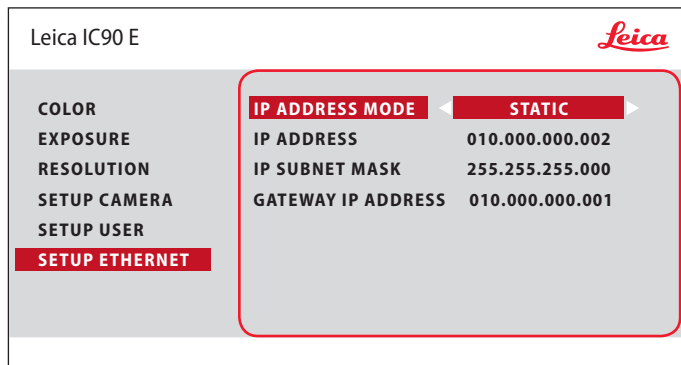 Leica IC90 E
Leica
COLOR
EXPOSURE
RESOLUTION
SETUP CAMERA
SETUP USER
SETUP ETHERNET
IP ADDRESS MODE STATIC
IP ADDRESS 010.000.000.002
IP SUBNET MASK 255.255.255.000
GATEWAY IP ADDRESS 010.000.000.001